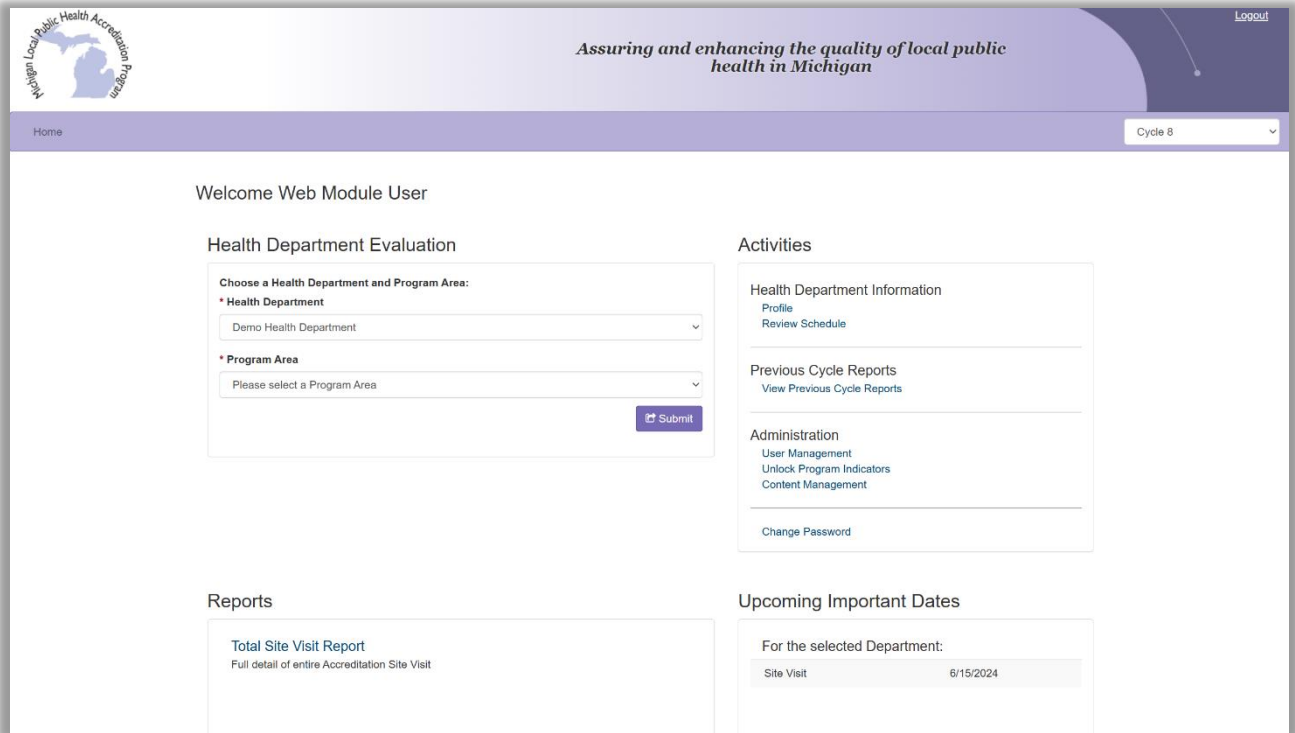 Michigan Local Public Health Accreditation Program
Logout
Assuring and enhancing the quality of local public
health in Michigan
Home
Cycle 8
Welcome Web Module User
Health Department Evaluation
Choose a Health Department and Program Area:
* Health Department
Demo Health Department
* Program Area
Please select a Program Area
Submit
Activities
Health Department Information
Profile
Review Schedule
Previous Cycle Reports
View Previous Cycle Reports
Administration
User Management
Unlock Program Indicators
Content Management
Change Password
Reports
Total Site Visit Report
Full detail of entire Accreditation Site Visit
Upcoming Important Dates
For the selected Department:
Site Visit 6/15/2024